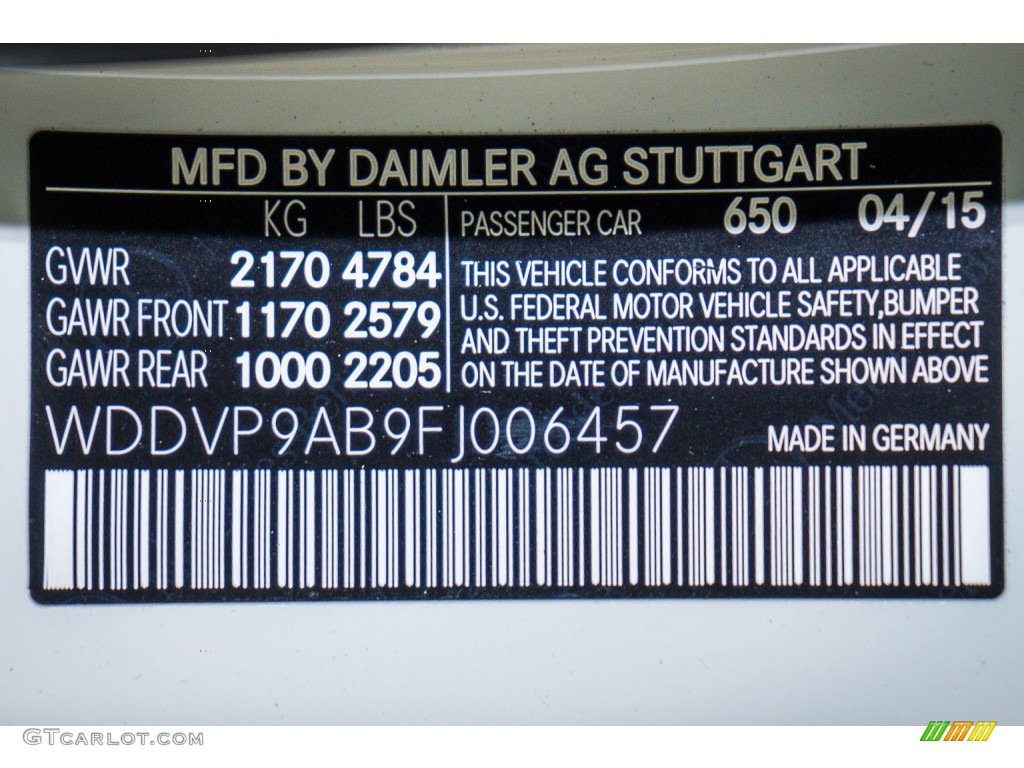 MFD BY DAIMLER AG STUTTGART
KG LBS PASSENGER CAR 650 04/15
GVWR 2170 4784
GAWR FRONT 1170 2579
GAWR REAR 1000 2205
THIS VEHICLE CONFORMS TO ALL APPLICABLE
U.S. FEDERAL MOTOR VEHICLE SAFETY, BUMPER
AND THEFT PREVENTION STANDARDS IN EFFECT
ON THE DATE OF MANUFACTURE SHOWN ABOVE
WDDVP9AB9FJ006457 MADE IN GERMANY
GTCARLOT.COM